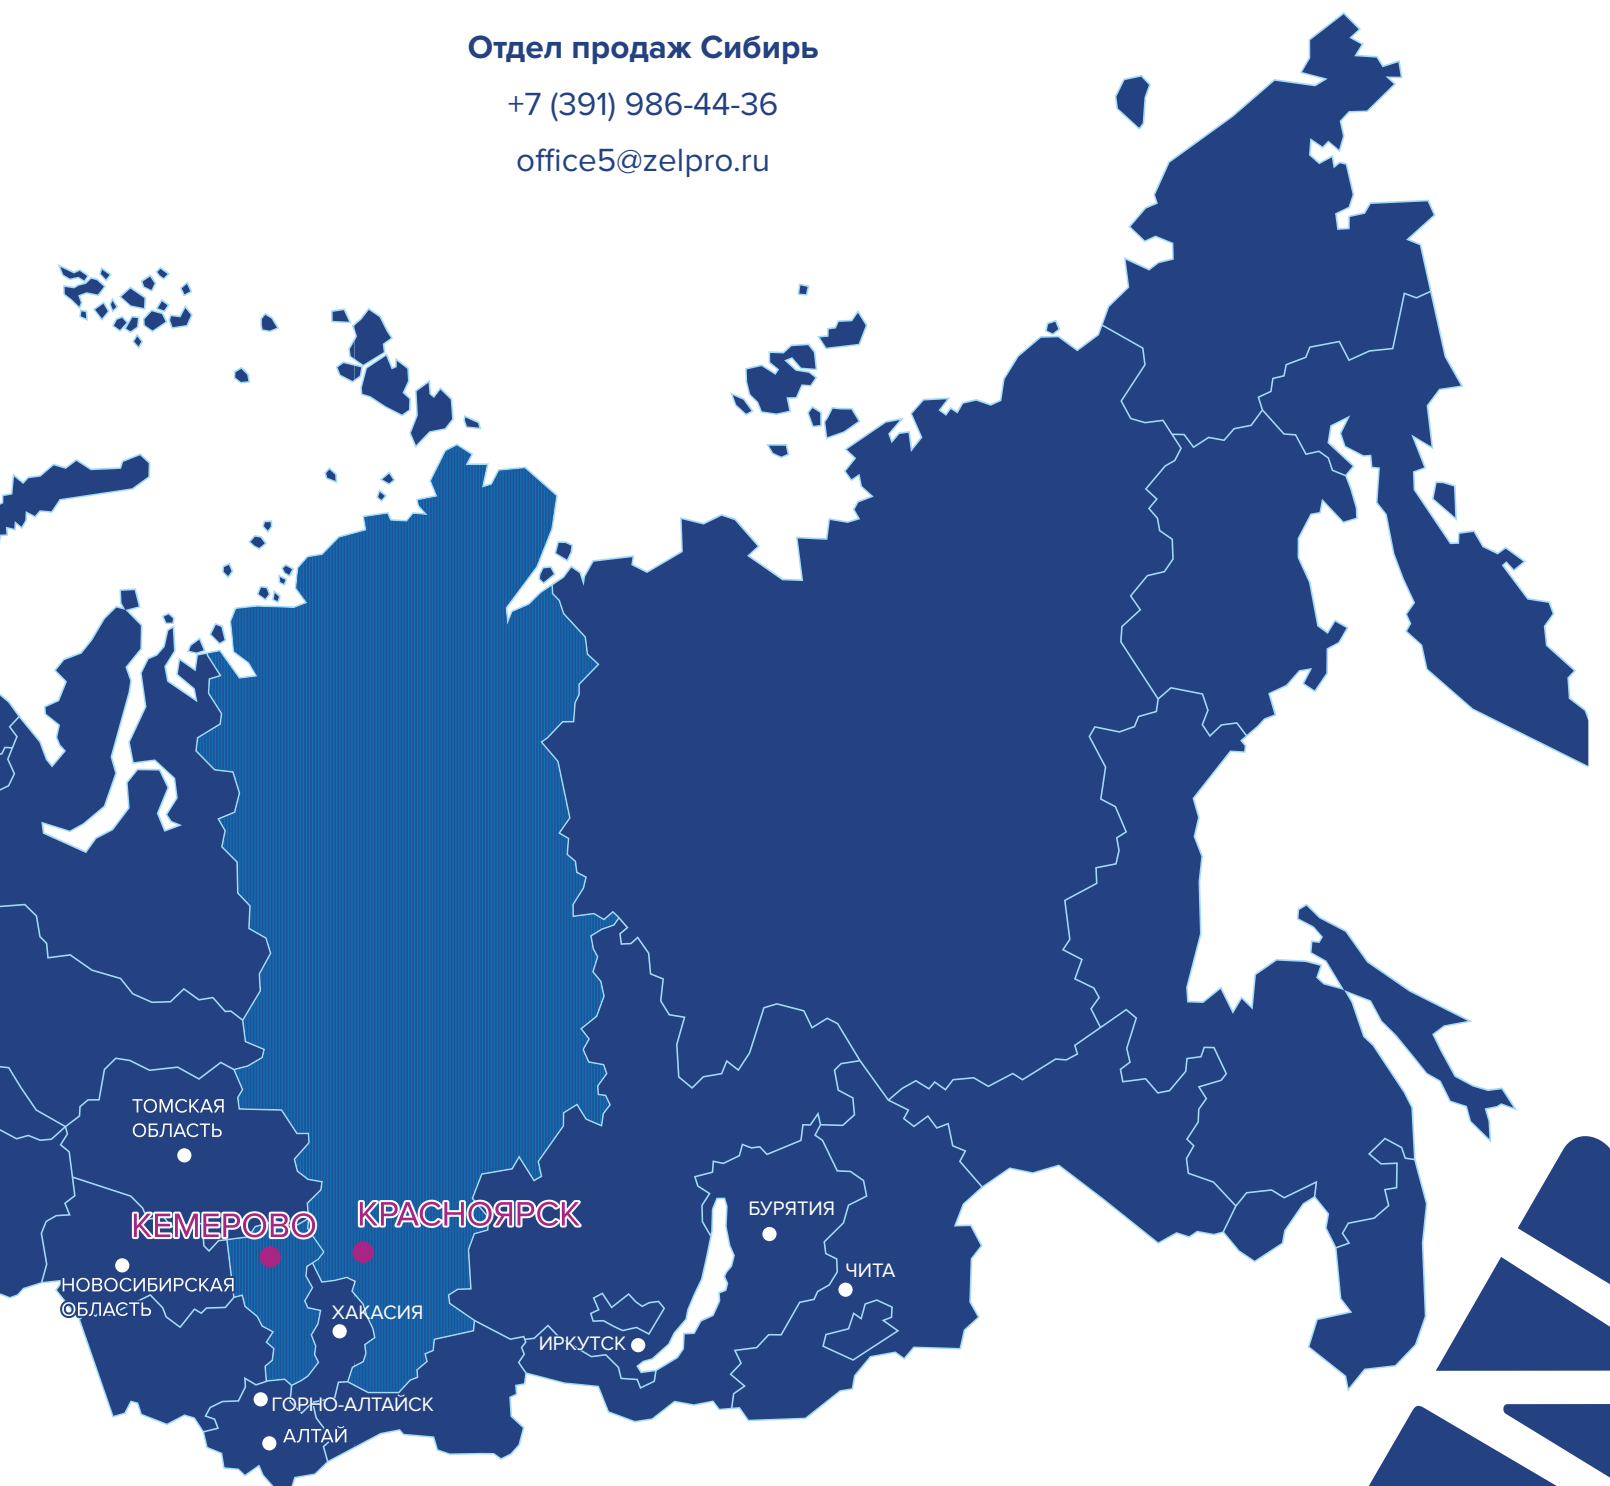 Отдел продаж Сибирь
+7 (391) 986-44-36
office5@zelpro.ru
ТОМСКАЯ
ОБЛАСТЬ
КЕМЕРОВО
КРАСНОЯРСК
БУРЯТИЯ
ЧИТА
НОВОСИБИРСКАЯ
ОБЛАСТЬ
ХАКАСИЯ
ИРКУТСК
ГОРНО-АЛТАЙСК
АЛТАЙ